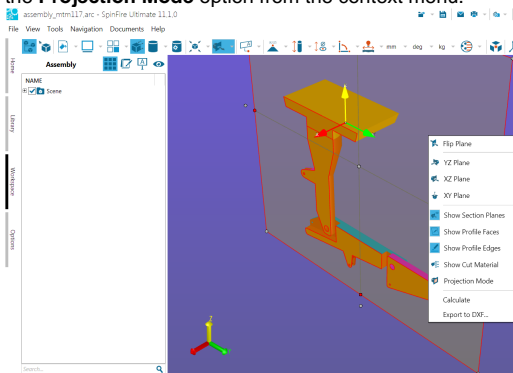 the Projection Mode option from the context menu.
assembly_mtm117.arc - SpinFire Ultimate 11.1.0
File View Tools Navigation Documents Help
mm deg kg
Home
Assembly
NAME
Scene
Library
Workspace
Options
Flip Plane
YZ Plane
XZ Plane
XY Plane
Show Section Planes
Show Profile Faces
Show Profile Edges
Show Cut Material
Projection Mode
Calculate
Export to DXF...
Z
Search...